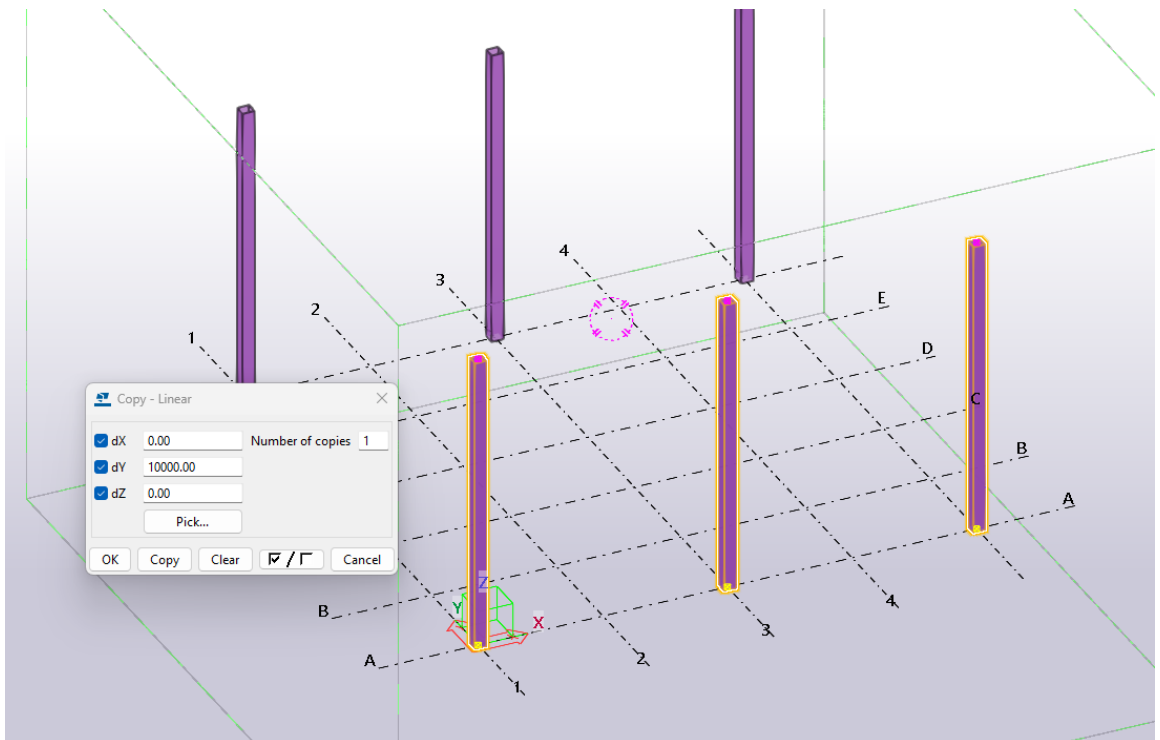 4
3
E
2
1
D
Copy - Linear
C
dX 0.00 Number of copies 1
dY 10000.00
B
dZ 0.00
A
Pick...
OK Copy Clear / Cancel
Z
B
Y
X
4
3
A
2
1